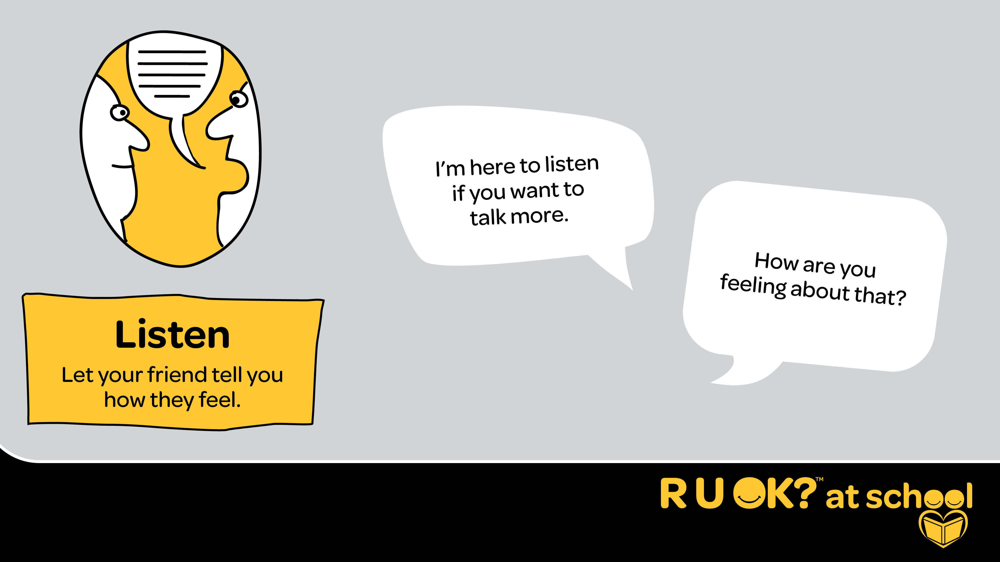 Listen
Let your friend tell you
how they feel.
I'm here to listen
if you want to
talk more.
How are you
feeling about that?
R U OK?™ at school